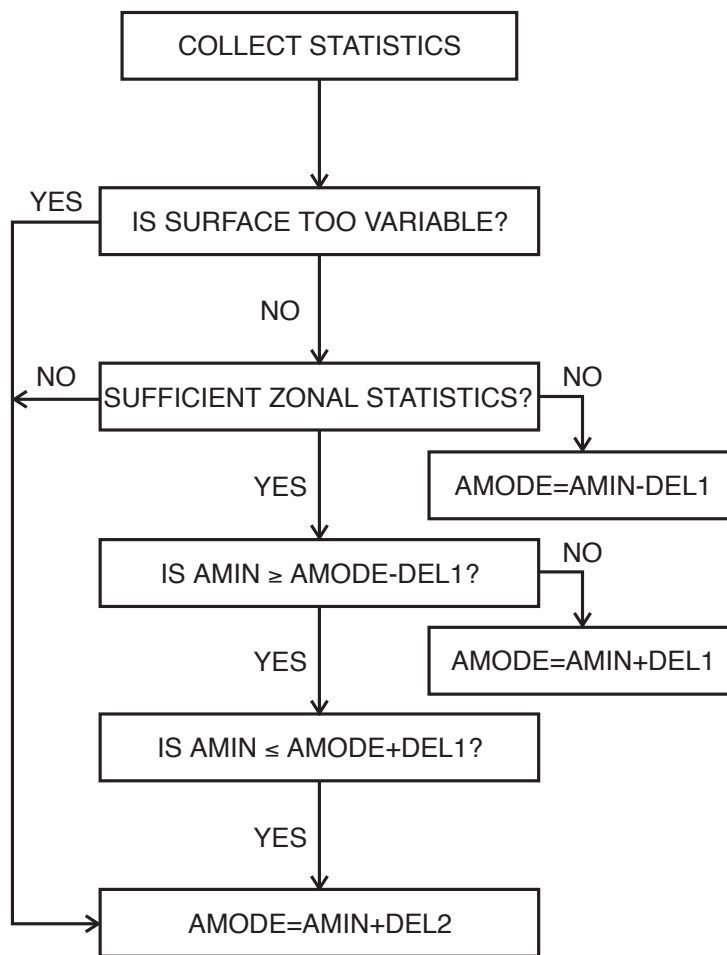 COLLECT STATISTICS
YES
IS SURFACE TOO VARIABLE?
NO
NO
SUFFICIENT ZONAL STATISTICS?
NO
YES
AMODE=AMIN-DEL1
IS AMIN ≥ AMODE-DEL1?
NO
YES
AMODE=AMIN+DEL1
IS AMIN ≤ AMODE+DEL1?
YES
AMODE=AMIN+DEL2